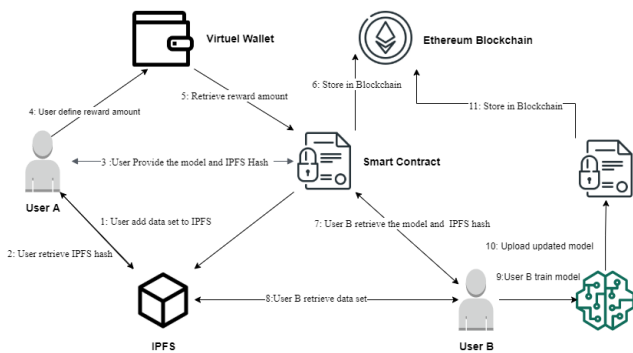 Virtuel Wallet
Ethereum Blockchain
6: Store in Blockchain
5: Retrieve reward amount
11: Store in Blockchain
4: User define reward amount
3 :User Provide the model and IPFS Hash
Smart Contract
User A
1: User add data set to IPFS
7: User B retrieve the model and IPFS hash
2: User retrieve IPFS hash
10: Upload updated model
9:User B train model
8:User B retrieve data set
IPFS
User B